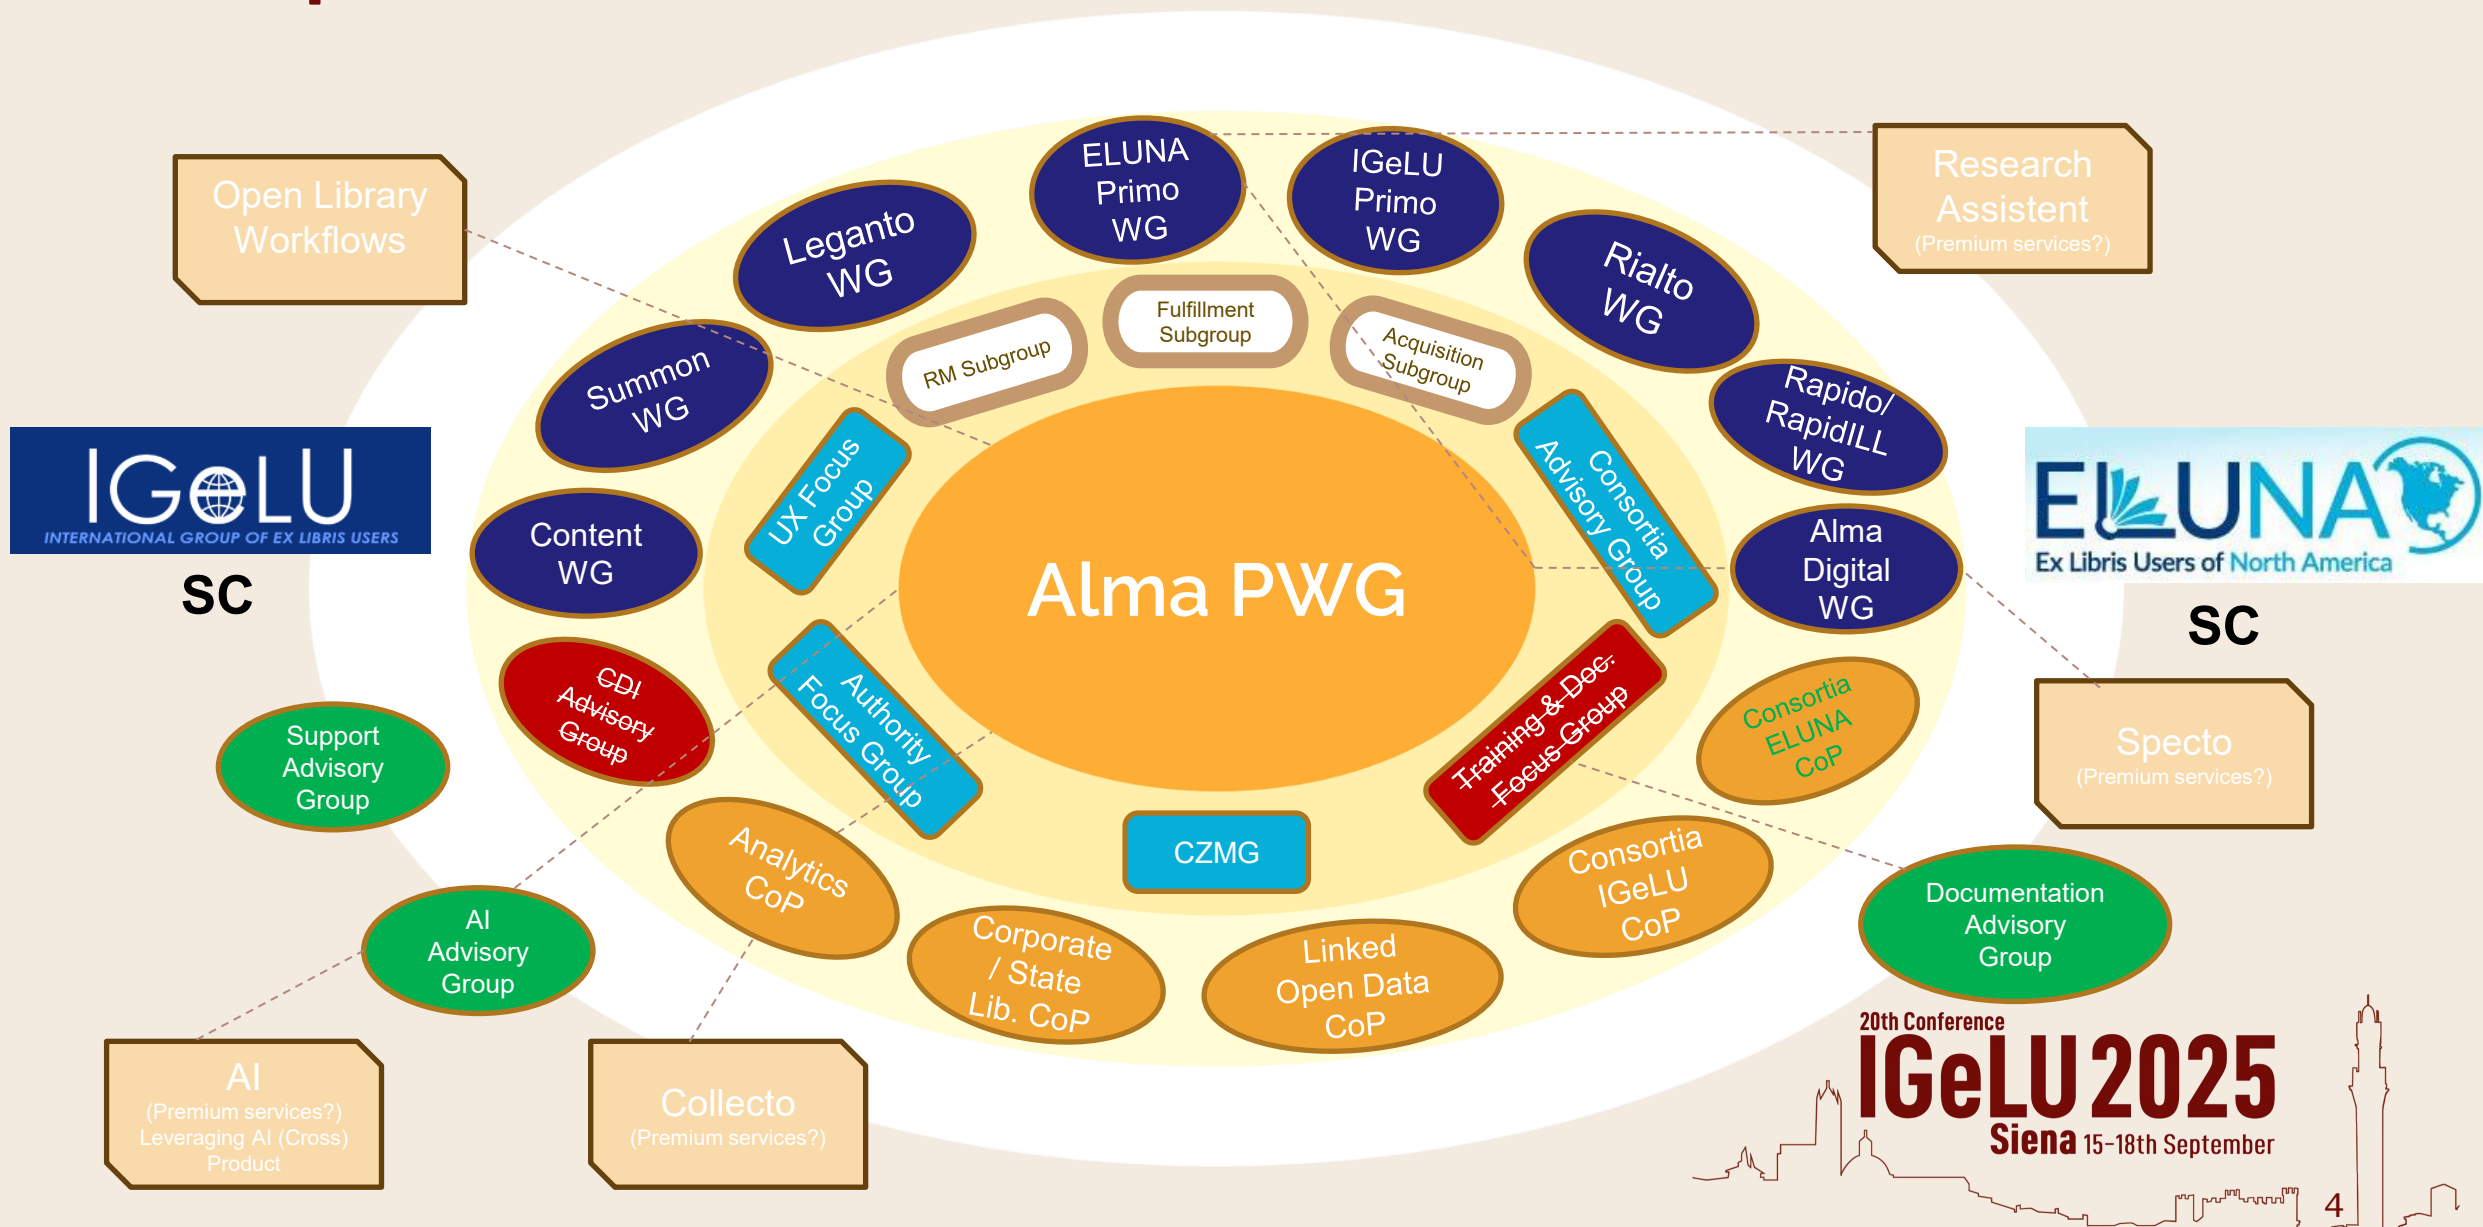 ELUNA
Primo
WG
IGeLU
Primo
WG
Research
Assistent
(Premium services?)
Open Library
Workflows
Leganto
WG
Rialto
WG
Fulfillment
Subgroup
RM Subgroup
Acquisition
Subgroup
Summon
WG
Rapido/
RapidILL
WG
UX Focus
Group
Consortia
Advisory Group
IGeLU
INTERNATIONAL GROUP OF EX LIBRIS USERS
SC
ELUNA
Ex Libris Users of North America
SC
Content
WG
Alma PWG
Alma
Digital
WG
CDI
Advisory
Group
Authority
Focus Group
Training & Doc.
Focus Group
Consortia
ELUNA
CoP
Support
Advisory
Group
Specto
(Premium services?)
Analytics
CoP
CZMG
Consortia
IGeLU
CoP
AI
Advisory
Group
Corporate
/ State
Lib. CoP
Linked
Open Data
CoP
Documentation
Advisory
Group
AI
(Premium services?)
Leveraging AI (Cross)
Product
Collecto
(Premium services?)
20th Conference
IGeLU 2025
Siena 15-18th September
4